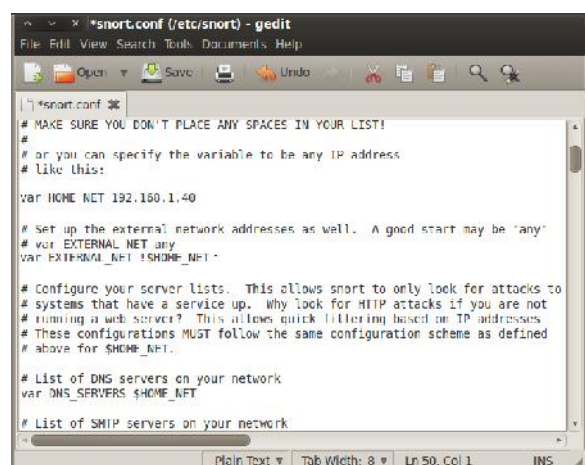 *snort.conf (/etc/snort) - gedit
File Edit View Search Tools Documents Help
Open Save Undo
*snort.conf
# MAKE SURE YOU DON'T PLACE ANY SPACES IN YOUR LIST!
#
# or you can specify the variable to be any IP address
# like this:
var HOME_NET 192.168.1.40
# Set up the external network addresses as well. A good start may be "any"
# var EXTERNAL_NET any
var EXTERNAL_NET !$HOME_NET
# Configure your server lists. This allows snort to only look for attacks to
# systems that have a service up. Why look for HTTP attacks if you are not
# running a web server? This allows quick filtering based on IP addresses
# These configurations MUST follow the same configuration scheme as defined
# above for $HOME_NET.
# List of DNS servers on your network
var DNS_SERVERS $HOME_NET
# List of SMTP servers on your network
Plain Text Tab Width: 8 Ln 50, Col 1 INS